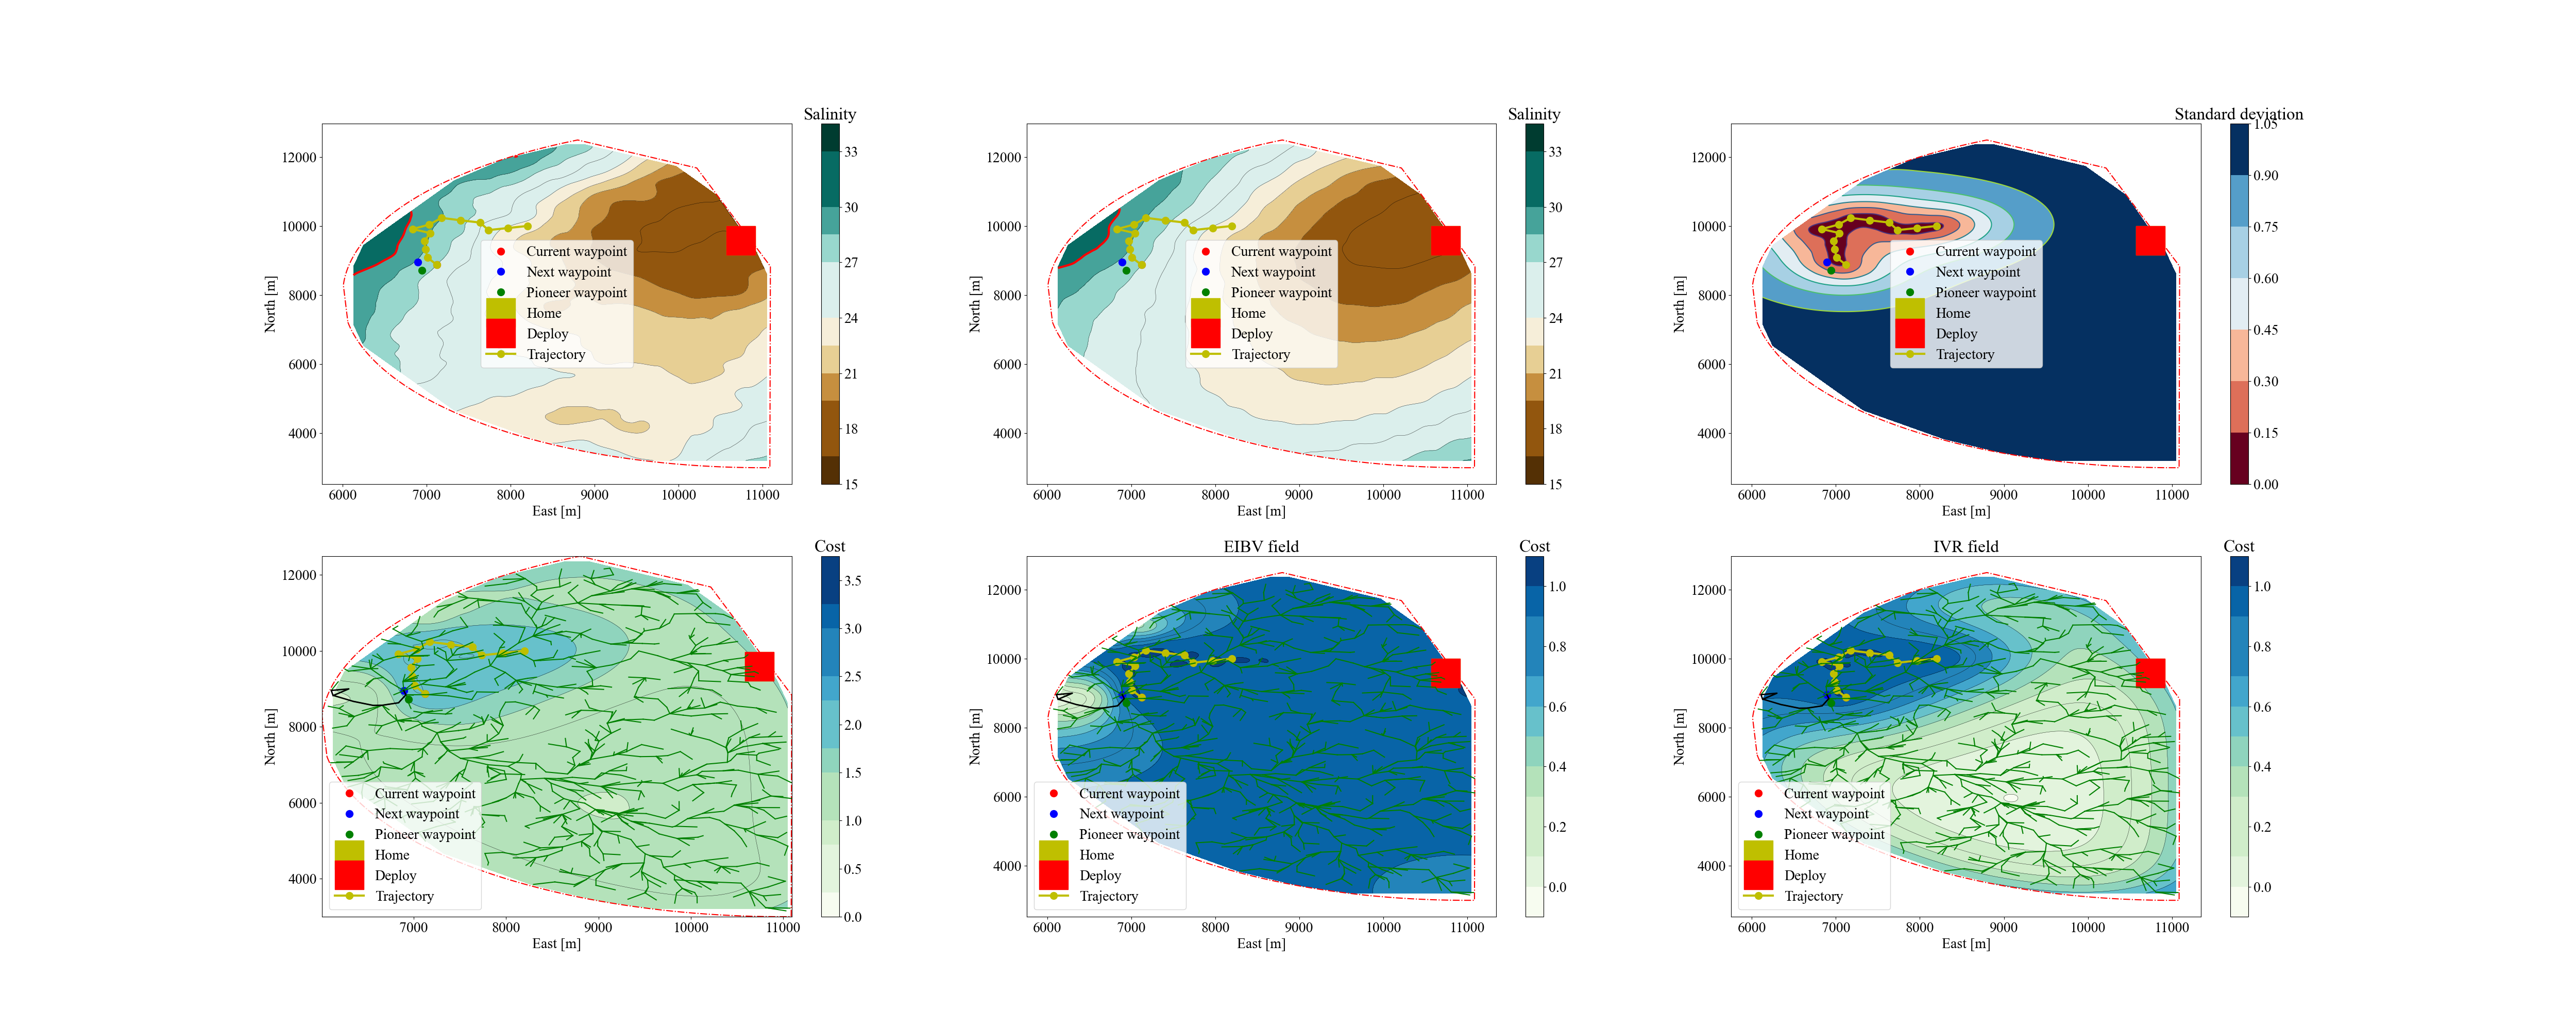 Salinity
12000
10000
8000
6000
4000
North [m]
6000 7000 8000 9000 10000 11000
East [m]
33
30
27
24
21
18
15
Current waypoint
Next waypoint
Pioneer waypoint
Home
Deploy
Trajectory
Salinity
12000
10000
8000
6000
4000
North [m]
6000 7000 8000 9000 10000 11000
East [m]
33
30
27
24
21
18
15
Current waypoint
Next waypoint
Pioneer waypoint
Home
Deploy
Trajectory
Standard deviation
12000
10000
8000
6000
4000
North [m]
6000 7000 8000 9000 10000 11000
East [m]
1.05
0.90
0.75
0.60
0.45
0.30
0.15
0.00
Current waypoint
Next waypoint
Pioneer waypoint
Home
Deploy
Trajectory
Cost
12000
10000
8000
6000
4000
North [m]
7000 8000 9000 10000 11000
East [m]
3.5
3.0
2.5
2.0
1.5
1.0
0.5
0.0
Current waypoint
Next waypoint
Pioneer waypoint
Home
Deploy
Trajectory
EIBV field
Cost
12000
10000
8000
6000
4000
North [m]
6000 7000 8000 9000 10000 11000
East [m]
1.0
0.8
0.6
0.4
0.2
0.0
Current waypoint
Next waypoint
Pioneer waypoint
Home
Deploy
Trajectory
IVR field
Cost
12000
10000
8000
6000
4000
North [m]
6000 7000 8000 9000 10000 11000
East [m]
1.0
0.8
0.6
0.4
0.2
0.0
Current waypoint
Next waypoint
Pioneer waypoint
Home
Deploy
Trajectory